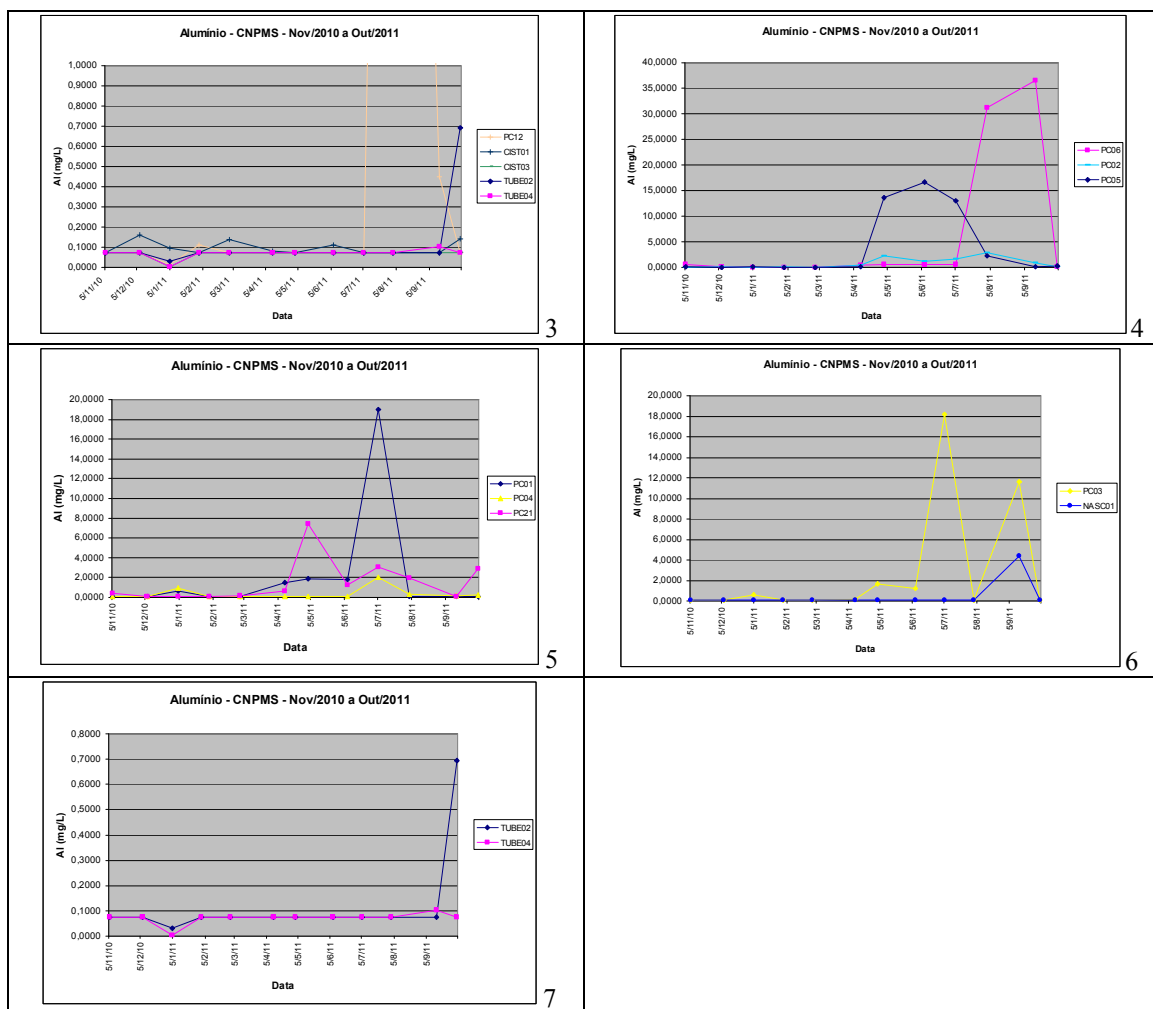 Alumínio - CNPMS - Nov/2010 a Out/2011
1,0000
0,9000
0,8000
0,7000
0,6000
0,5000
0,4000
0,3000
0,2000
0,1000
0,0000
Al (mg/L)
5/11/10 5/12/10 5/1/11 5/2/11 5/3/11 5/4/11 5/5/11 5/6/11 5/7/11 5/8/11 5/9/11
Data
PC12
CIST01
CIST03
TUBE02
TUBE04
3
Alumínio - CNPMS - Nov/2010 a Out/2011
40,0000
35,0000
30,0000
25,0000
20,0000
15,0000
10,0000
5,0000
0,0000
Al (mg/L)
5/11/10 5/12/10 5/1/11 5/2/11 5/3/11 5/4/11 5/5/11 5/6/11 5/7/11 5/8/11 5/9/11
Data
PC06
PC02
PC05
4
Alumínio - CNPMS - Nov/2010 a Out/2011
20,0000
18,0000
16,0000
14,0000
12,0000
10,0000
8,0000
6,0000
4,0000
2,0000
0,0000
Al (mg/L)
5/11/10 5/12/10 5/1/11 5/2/11 5/3/11 5/4/11 5/5/11 5/6/11 5/7/11 5/8/11 5/9/11
Data
PC01
PC04
PC21
5
Alumínio - CNPMS - Nov/2010 a Out/2011
20,0000
18,0000
16,0000
14,0000
12,0000
10,0000
8,0000
6,0000
4,0000
2,0000
0,0000
Al (mg/L)
5/11/10 5/12/10 5/1/11 5/2/11 5/3/11 5/4/11 5/5/11 5/6/11 5/7/11 5/8/11 5/9/11
Data
PC03
NASC01
6
Alumínio - CNPMS - Nov/2010 a Out/2011
0,8000
0,7000
0,6000
0,5000
0,4000
0,3000
0,2000
0,1000
0,0000
Al (mg/L)
5/11/10 5/12/10 5/1/11 5/2/11 5/3/11 5/4/11 5/5/11 5/6/11 5/7/11 5/8/11 5/9/11
Data
TUBE02
TUBE04
7